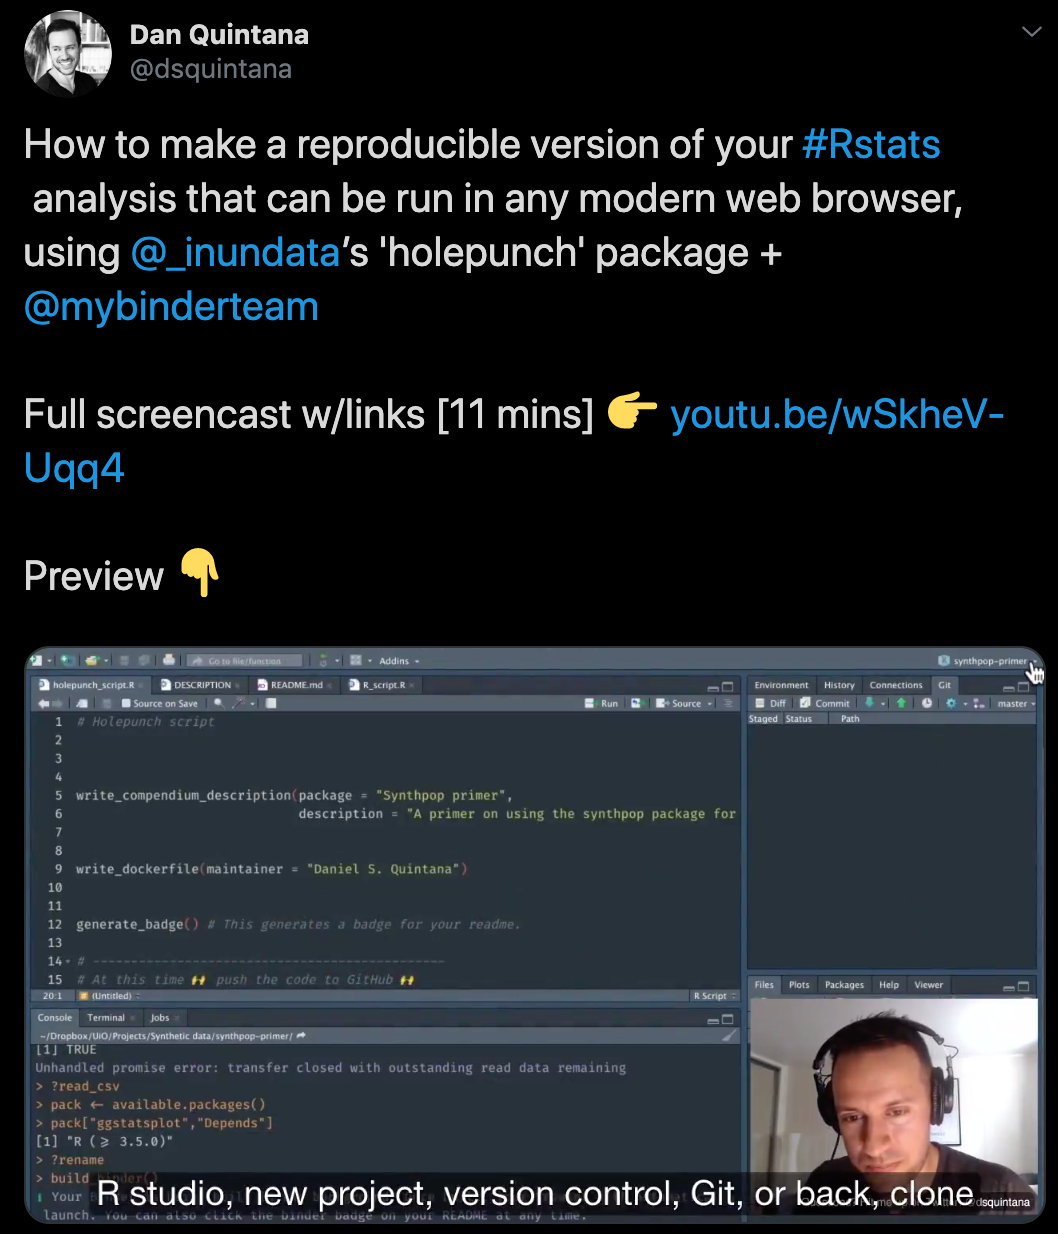 Dan Quintana
@dsquintana
How to make a reproducible version of your #Rstats
analysis that can be run in any modern web browser,
using @_inundata’s 'holepunch' package +
@mybinderteam
Full screencast w/links [11 mins] 👉 youtu.be/wSkheV-
Uqq4
Preview 👇
Go to file/function Addins synthpop-primer
holepunch_script.R DESCRIPTION README.md R_script.R
Source on Save Run Source
1 # Holepunch script
2
3
4
5 write_compendium_description(package = "Synthpop primer",
6 description = "A primer on using the synthpop package for
7
8
9 write_dockerfile(maintainer = "Daniel S. Quintana")
10
11
12 generate_badge() # This generates a badge for your readme.
13
14 # ------------------------------------------------
15 # At this time 🙌 push the code to GitHub 🙌
20:1 (Untitled) R Script
Environment History Connections Git
Diff Commit master
Staged Status Path
Console Terminal Jobs
~/Dropbox/UiO/Projects/Synthetic data/synthpop-primer/
[1] TRUE
Unhandled promise error: transfer closed with outstanding read data remaining
> ?read_csv
> pack <- available.packages()
> pack["ggstatsplot","Depends"]
[1] "R (≥ 3.5.0)"
> ?rename
> build_binder()
Your
launch. You can also click the binder badge on your README at any time.
Files Plots Packages Help Viewer
R studio, new project, version control, Git, or back, clone
dsquintana